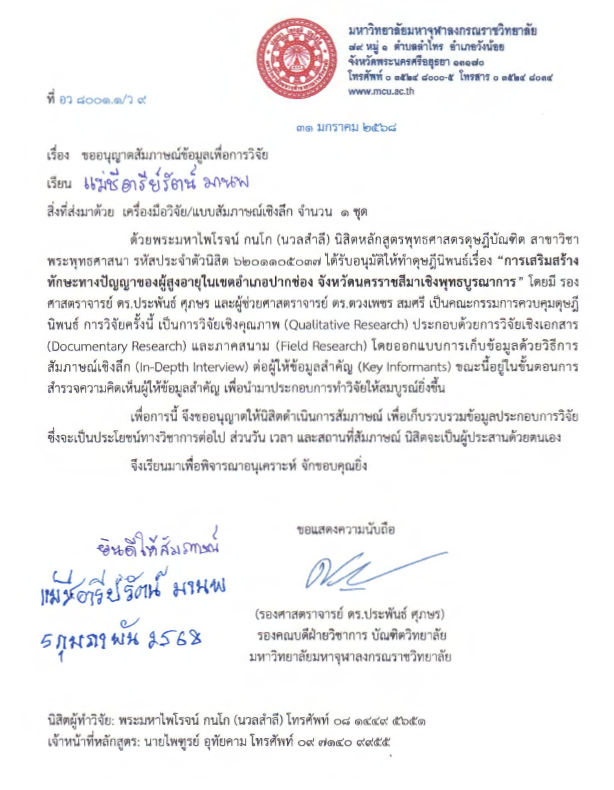 มหาวิทยาลัยมหาจุฬาลงกรณราชวิทยาลัย
๗๙ หมู่ ๑ ตำบลลำไทร อำเภอวังน้อย
จังหวัดพระนครศรีอยุธยา ๑๓๑๗๐
โทรศัพท์ ๐ ๓๕๒๔ ๘๐๐๐-๕ โทรสาร ๐ ๓๕๒๔ ๘๐๓๔
www.mcu.ac.th
ที่ อว ๘๐๐๑.๑/ว ๙
๓๑ มกราคม ๒๕๖๘
เรื่อง ขออนุญาตสัมภาษณ์ข้อมูลเพื่อการวิจัย
เรียน แม่ชีอารีย์รัตน์ มานพ
สิ่งที่ส่งมาด้วย เครื่องมือวิจัย/แบบสัมภาษณ์เชิงลึก จำนวน ๑ ชุด
ด้วยพระมหาไพโรจน์ กนโก (นวลสำลี) นิสิตหลักสูตรพุทธศาสตรดุษฎีบัณฑิต สาขาวิชา
พระพุทธศาสนา รหัสประจำตัวนิสิต ๖๒๐๑๑๐๕๐๓๗ ได้รับอนุมัติให้ทำดุษฎีนิพนธ์เรื่อง “การเสริมสร้าง
ทักษะทางปัญญาของผู้สูงอายุในเขตอำเภอปากช่อง จังหวัดนครราชสีมาเชิงพุทธบูรณาการ” โดยมี รอง
ศาสตราจารย์ ดร.ประพันธ์ ศุภษร และผู้ช่วยศาสตราจารย์ ดร.ดวงเพชร สมศรี เป็นคณะกรรมการควบคุมดุษฎี
นิพนธ์ การวิจัยครั้งนี้ เป็นการวิจัยเชิงคุณภาพ (Qualitative Research) ประกอบด้วยการวิจัยเชิงเอกสาร
(Documentary Research) และภาคสนาม (Field Research) โดยออกแบบการเก็บข้อมูลด้วยวิธีการ
สัมภาษณ์เชิงลึก (In-Depth Interview) ต่อผู้ให้ข้อมูลสำคัญ (Key Informants) ขณะนี้อยู่ในขั้นตอนการ
สำรวจความคิดเห็นผู้ให้ข้อมูลสำคัญ เพื่อนำมาประกอบการทำวิจัยให้สมบูรณ์ยิ่งขึ้น
เพื่อการนี้ จึงขออนุญาตให้นิสิตดำเนินการสัมภาษณ์ เพื่อเก็บรวบรวมข้อมูลประกอบการวิจัย
ซึ่งจะเป็นประโยชน์ทางวิชาการต่อไป ส่วนวัน เวลา และสถานที่สัมภาษณ์ นิสิตจะเป็นผู้ประสานด้วยตนเอง
จึงเรียนมาเพื่อพิจารณาอนุเคราะห์ จักขอบคุณยิ่ง
ขอแสดงความนับถือ
ยินดีให้สัมภาษณ์
แม่ชีอารีย์รัตน์ มานพ
5 กุมภาพันธ์ 2568
(รองศาสตราจารย์ ดร.ประพันธ์ ศุภษร)
รองคณบดีฝ่ายวิชาการ บัณฑิตวิทยาลัย
มหาวิทยาลัยมหาจุฬาลงกรณราชวิทยาลัย
นิสิตผู้ทำวิจัย: พระมหาไพโรจน์ กนโก (นวลสำลี) โทรศัพท์ ๐๘ ๑๔๔๙ ๕๖๕๑
เจ้าหน้าที่หลักสูตร: นายไพฑูรย์ อุทัยคาม โทรศัพท์ ๐๙ ๗๑๔๐ ๙๙๕๕